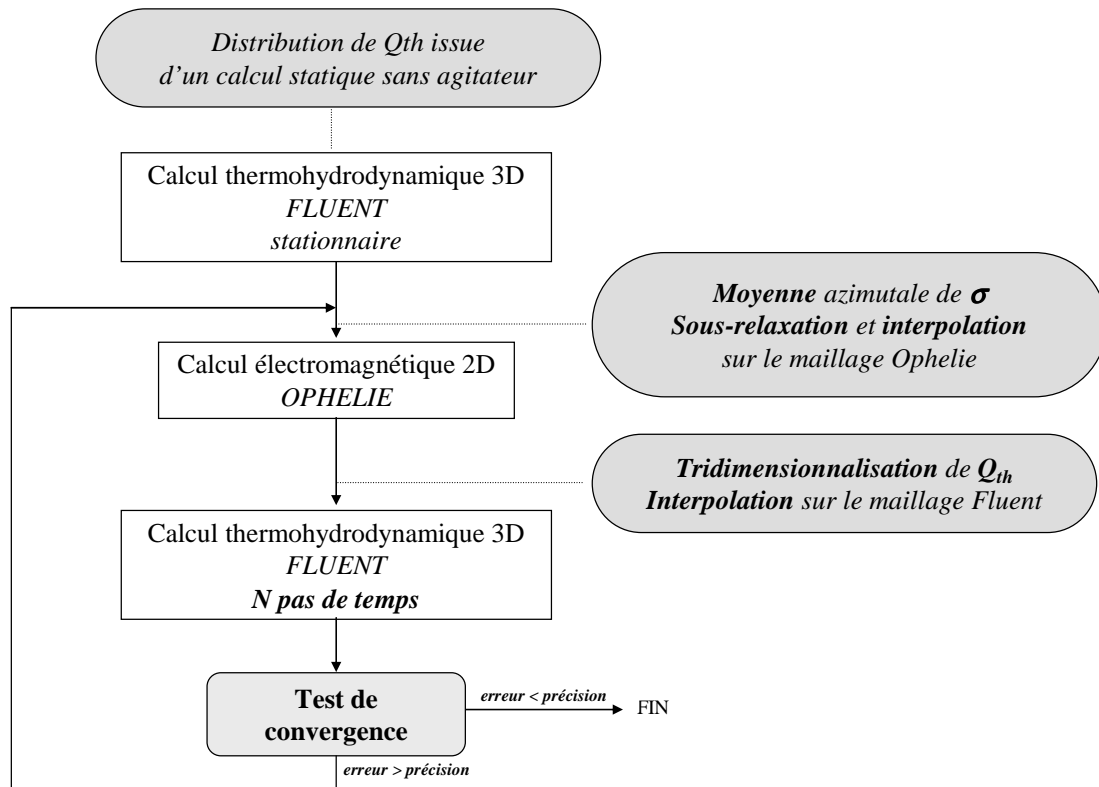 Distribution de Qth issue
d'un calcul statique sans agitateur
Calcul thermohydrodynamique 3D
FLUENT
stationnaire
Moyenne azimutale de σ
Sous-relaxation et interpolation
sur le maillage Ophelie
Calcul électromagnétique 2D
OPHELIE
Tridimensionnalisation de Qth
Interpolation sur le maillage Fluent
Calcul thermohydrodynamique 3D
FLUENT
N pas de temps
Test de
convergence
erreur < précision
FIN
erreur > précision